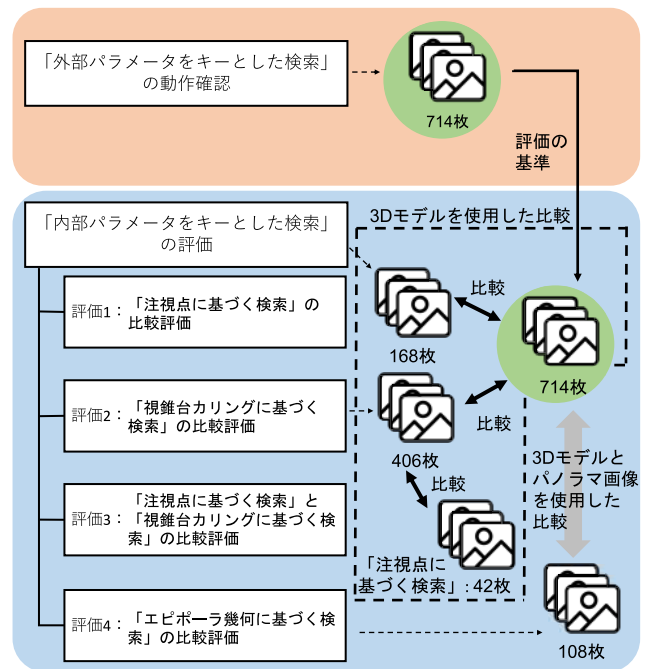 「外部パラメータをキーとした検索」
の動作確認
714枚
評価の
基準
「内部パラメータをキーとした検索」
の評価
3Dモデルを使用した比較
評価1：「注視点に基づく検索」の
比較評価
比較
168枚
714枚
評価2：「視錐台カリングに基づく
検索」の比較評価
比較
406枚
3Dモデルと
パノラマ画像
を使用した
比較
比較
評価3：「注視点に基づく検索」と
「視錐台カリングに基づく検
索」の比較評価
「注視点に
基づく検索」: 42枚
評価4：「エピポーラ幾何に基づく検
索」の比較評価
108枚